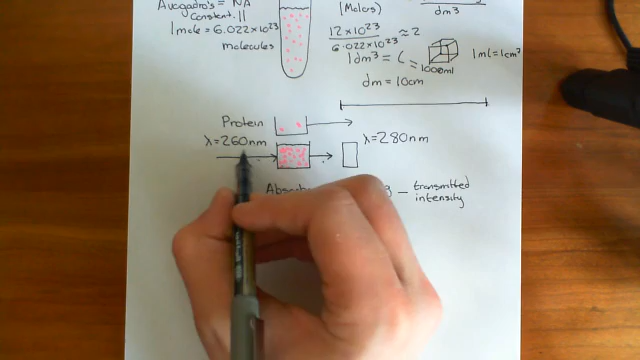 Avogadro's = NA
Constant ||
1 mole = 6.022 x 10²³
molecules
(Molar)
dm³
12 x 10²³
6.022 x 10²³ ≈ 2
1dm³ = L =
1000ml
1ml = 1cm³
dm = 10cm
Protein
λ = 260nm
λ = 280nm
transmitted
intensity